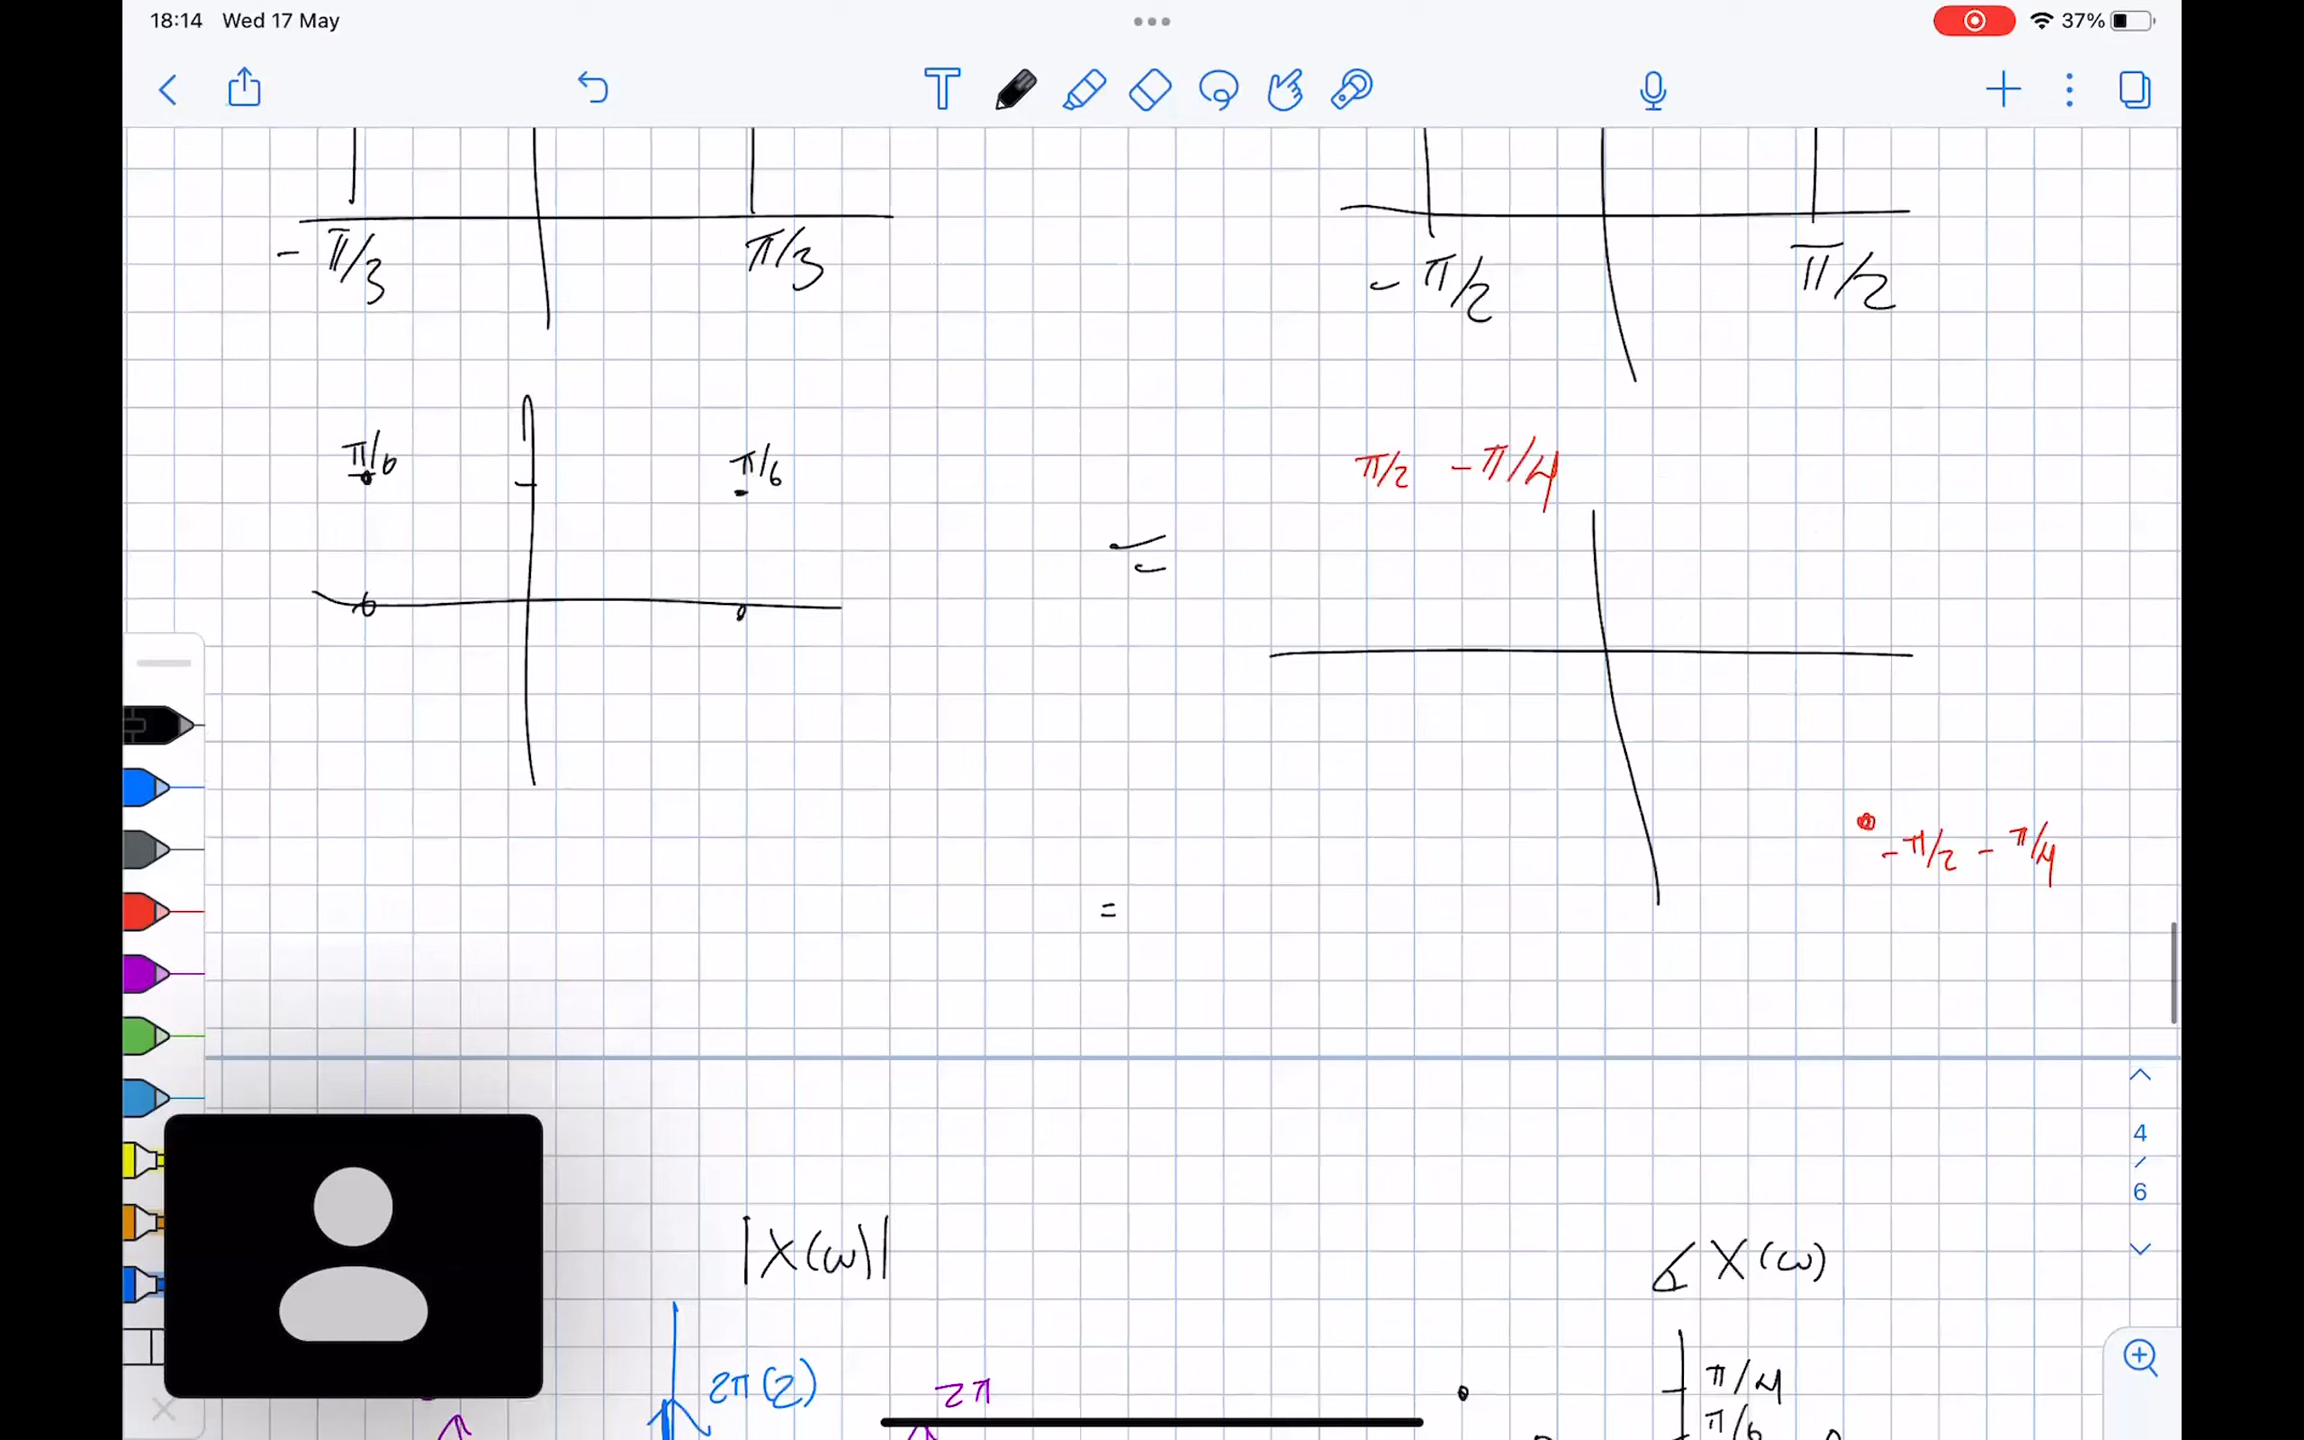 18:14 Wed 17 May
37%
- π/3
π/3
- π/2
π/2
π/6
π/6
π/2 - π/4
=
- π/2 - π/4
=
4
/
6
|X(ω)|
∡ X(ω)
2π(2)
2π
π/4
π/6